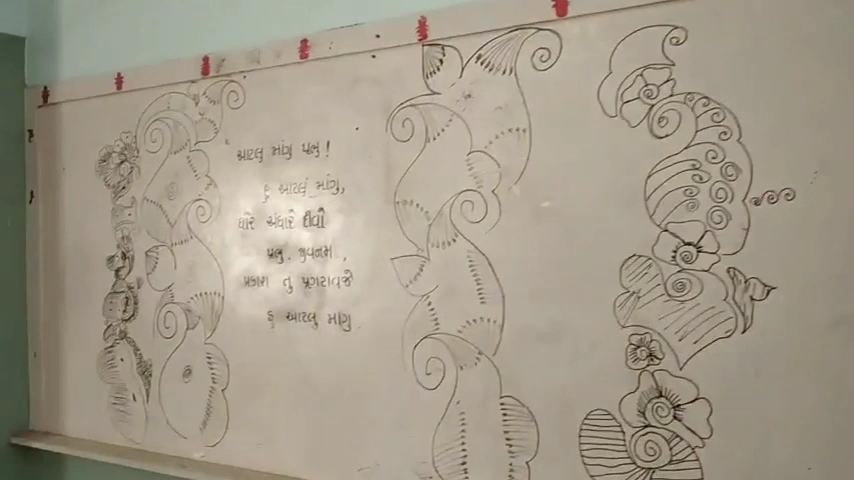 આટલુ માંગુ પ્રભુ !
હુ આટલું માંગુ,
ઘોર અંધારે દીવો
પ્રભુ. જીવનમાં.,
પ્રકાશ તુ પ્રગટાવજે
હુ આટલુ માંગુ